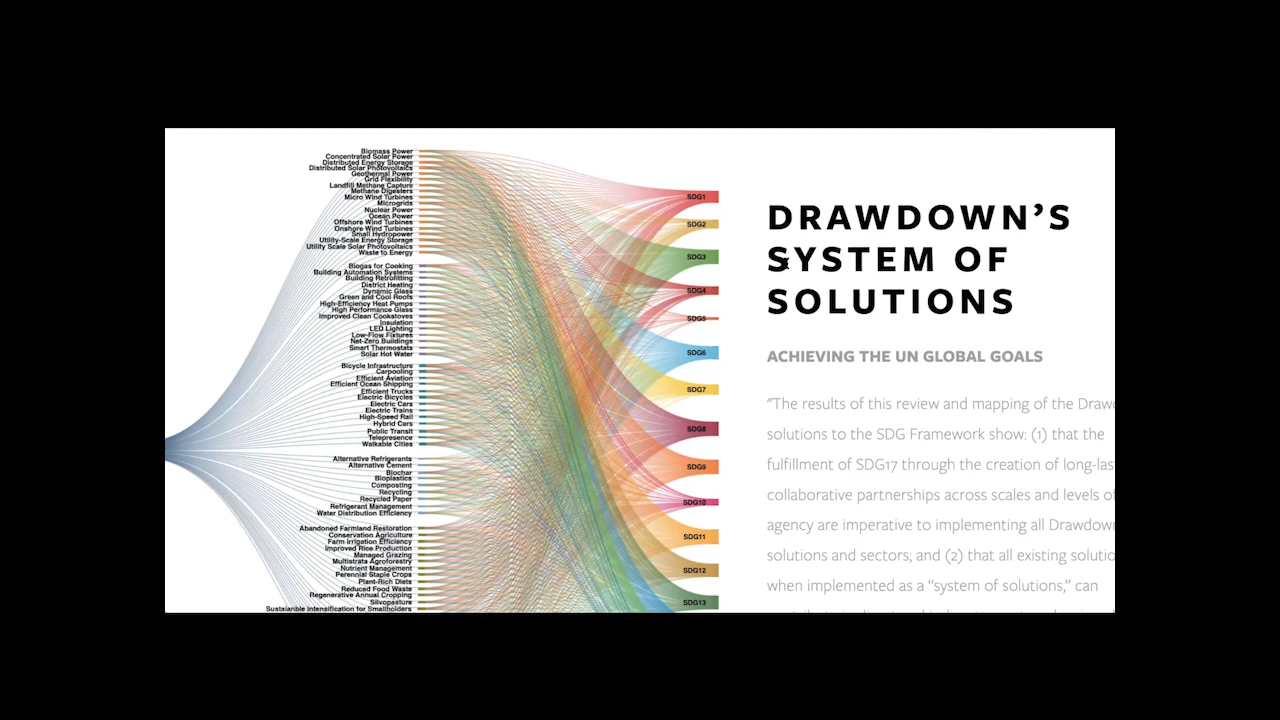 Biomass Power
Concentrated Solar Power
Distributed Energy Storage
Distributed Solar Photovoltaics
Geothermal Power
Grid Flexibility
Landfill Methane Capture
Methane Digesters
Micro Wind Turbines
Microgrids
Nuclear Power
Ocean Power
Offshore Wind Turbines
Onshore Wind Turbines
Small Hydropower
Utility-Scale Energy Storage
Utility Scale Solar Photovoltaics
Waste to Energy
Biogas for Cooking
Building Automation Systems
Building Retrofitting
District Heating
Dynamic Glass
Green and Cool Roofs
High-Efficiency Heat Pumps
High Performance Glass
Improved Clean Cookstoves
Insulation
LED Lighting
Low-Flow Fixtures
Net-Zero Buildings
Smart Thermostats
Solar Hot Water
Bicycle Infrastructure
Carpooling
Efficient Aviation
Efficient Ocean Shipping
Efficient Trucks
Electric Bicycles
Electric Cars
Electric Trains
High-Speed Rail
Hybrid Cars
Public Transit
Telepresence
Walkable Cities
Alternative Refrigerants
Alternative Cement
Biochar
Bioplastics
Composting
Recycling
Recycled Paper
Refrigerant Management
Water Distribution Efficiency
Abandoned Farmland Restoration
Conservation Agriculture
Farm Irrigation Efficiency
Improved Rice Production
Managed Grazing
Multistrata Agroforestry
Nutrient Management
Perennial Staple Crops
Plant-Rich Diets
Reduced Food Waste
Regenerative Annual Cropping
Silvopasture
Sustainable Intensification for Smallholders
SDG1
SDG2
SDG3
SDG4
SDG5
SDG6
SDG7
SDG8
SDG9
SDG10
SDG11
SDG12
SDG13
DRAWDOWN'S
SYSTEM OF
SOLUTIONS
ACHIEVING THE UN GLOBAL GOALS
"The results of this review and mapping of the Draw
solutions to the SDG Framework show: (1) that the
fulfillment of SDG17 through the creation of long-las
collaborative partnerships across scales and levels of
agency are imperative to implementing all Drawdown
solutions and sectors; and (2) that all existing solutio
when implemented as a “system of solutions,” can